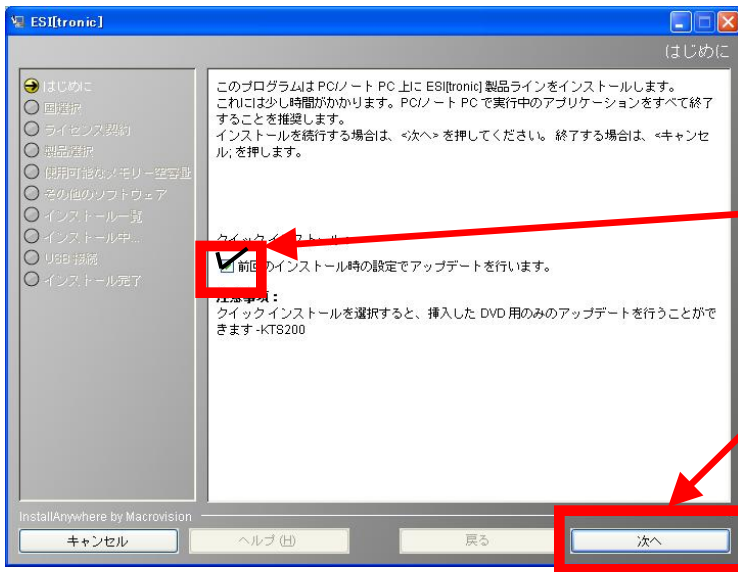 ESI[tronic]
はじめに
はじめに
国選択
ライセンス契約
製品選択
使用可能なメモリー空容量
その他のソフトウェア
インストール一覧
インストール中...
USB 接続
インストール完了
このプログラムは PC/ノート PC 上に ESI[tronic] 製品ラインをインストールします。
これには少し時間がかかります。PC/ノート PC で実行中のアプリケーションをすべて終了
することを推奨します。
インストールを続行する場合は、<次へ> を押してください。 終了する場合は、<キャンセ
ル; を押します。
クイックインストール:
前回のインストール時の設定でアップデートを行います。
注意事項:
クイックインストールを選択すると、挿入した DVD 用のみのアップデートを行うことがで
きます -KTS200
InstallAnywhere by Macrovision
キャンセル
ヘルプ (H)
戻る
次へ